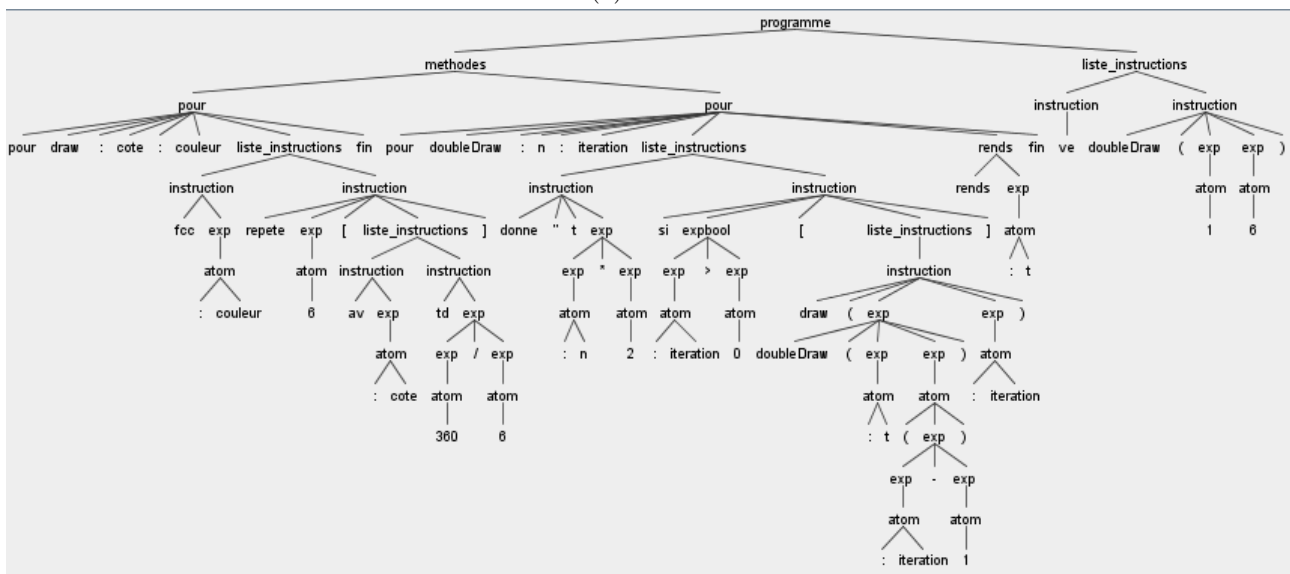 programme
methodes liste_instructions
pour pour instruction instruction
pour draw : cote : couleur liste_instructions fin pour doubleDraw : n : iteration liste_instructions rends fin ve doubleDraw ( exp exp )
instruction instruction instruction instruction rends exp atom atom
fcc exp repete exp [ liste_instructions ] donne " t exp si expbool [ liste_instructions ] atom 1 6
atom atom instruction instruction exp * exp exp > exp instruction : t
: couleur 6 av exp td exp atom atom atom atom draw ( exp exp )
atom exp / exp : n 2 : iteration 0 doubleDraw ( exp exp ) atom
: cote atom atom atom atom : iteration
360 6 : t ( exp )
exp - exp
atom atom
: iteration 1